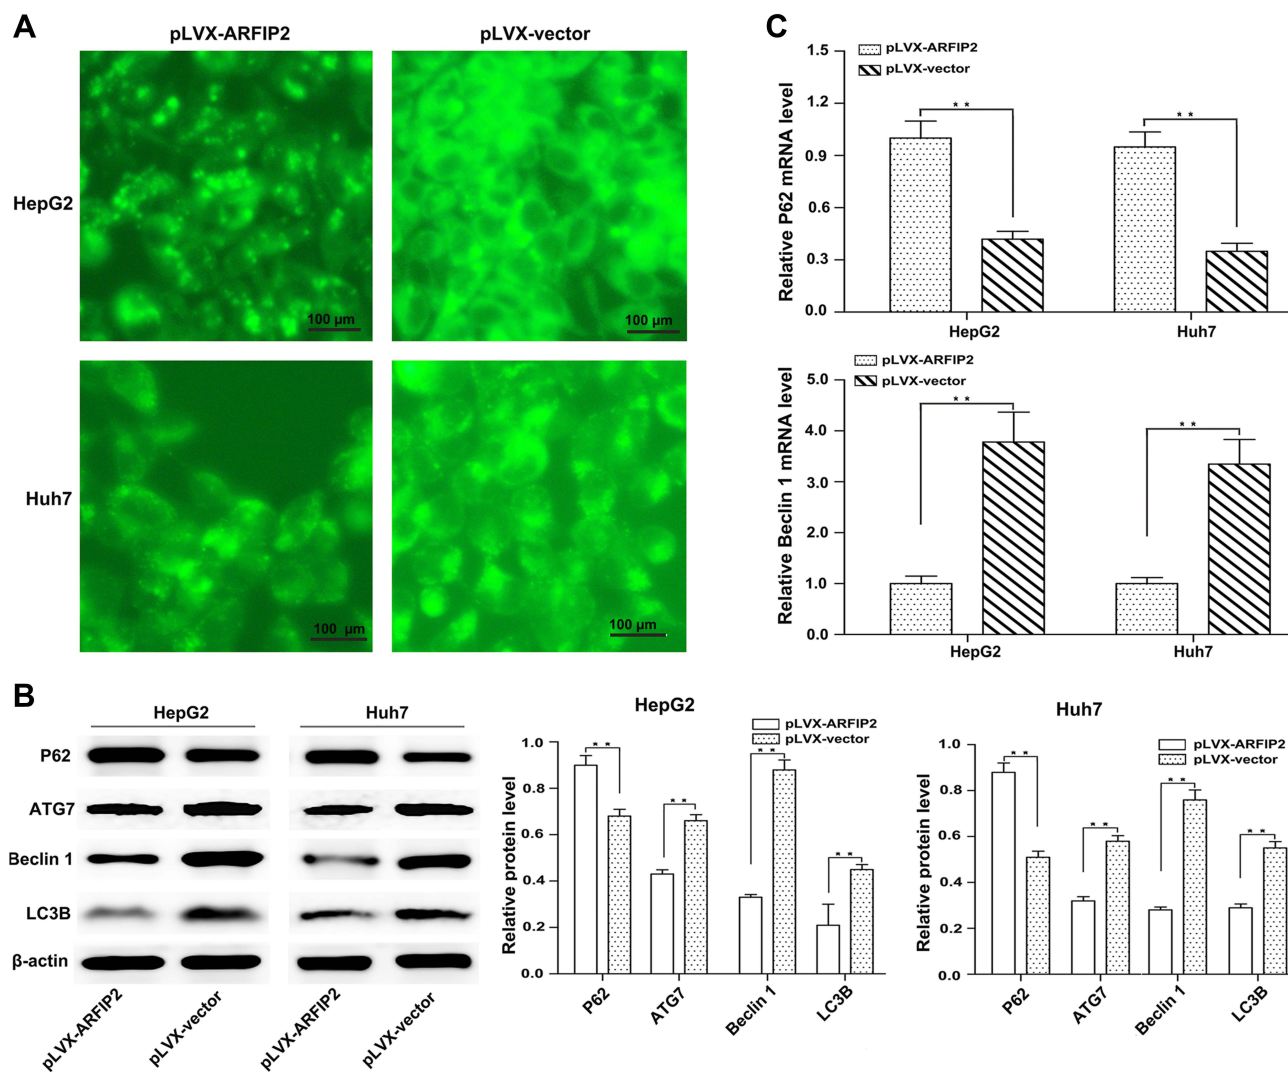 A
pLVX-ARFIP2 pLVX-vector
HepG2
100 µm 100 µm
Huh7
100 µm 100 µm
B
HepG2 Huh7
P62
ATG7
Beclin 1
LC3B
β-actin
pLVX-ARFIP2 pLVX-vector pLVX-ARFIP2 pLVX-vector
HepG2
pLVX-ARFIP2
pLVX-vector
Relative protein level
1.0
0.8
0.6
0.4
0.2
0.0
** ** ** **
P62 ATG7 Beclin 1 LC3B
Huh7
pLVX-ARFIP2
pLVX-vector
Relative protein level
1.0
0.8
0.6
0.4
0.2
0.0
** ** ** **
P62 ATG7 Beclin 1 LC3B
C
pLVX-ARFIP2
pLVX-vector
Relative P62 mRNA level
1.5
1.2
0.9
0.6
0.3
0.0
** **
HepG2 Huh7
pLVX-ARFIP2
pLVX-vector
Relative Beclin 1 mRNA level
5.0
4.0
3.0
2.0
1.0
0.0
** **
HepG2 Huh7